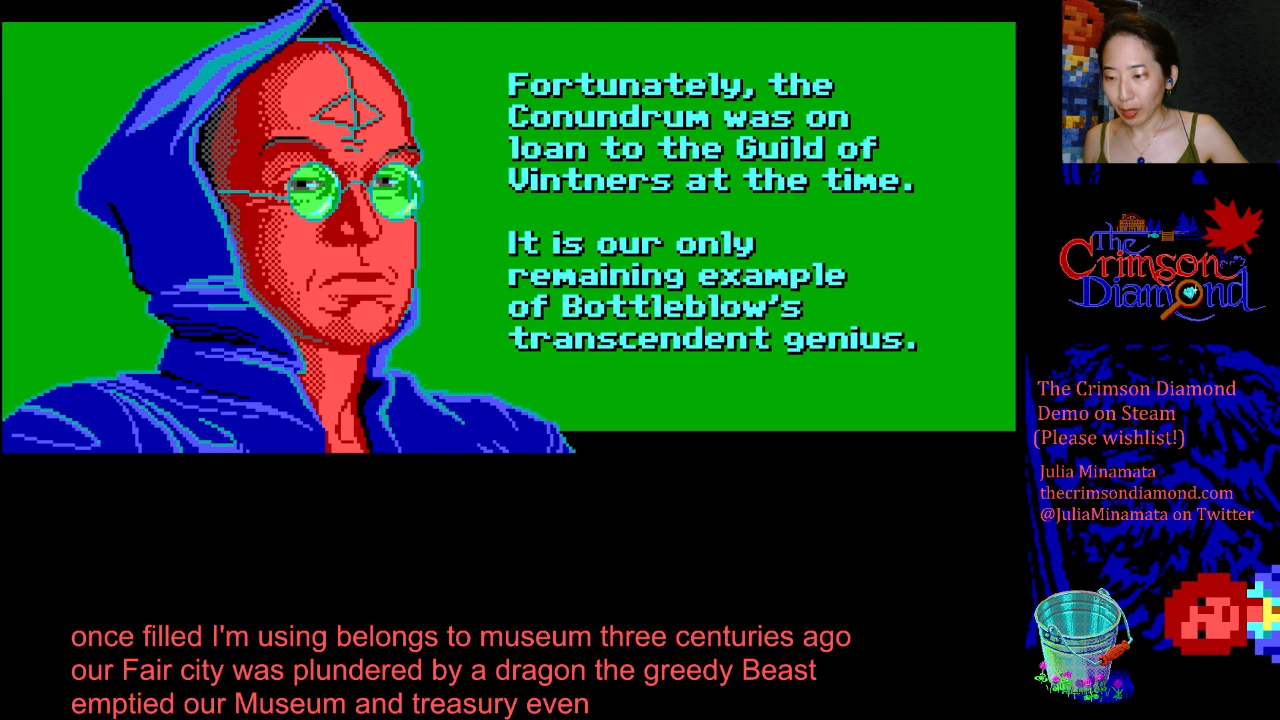 Fortunately, the
Conundrum was on
loan to the Guild of
Vintners at the time.
It is our only
remaining example
of Bottleblow's
transcendent genius.
The
Crimson
Diamond
The Crimson Diamond
Demo on Steam
(Please wishlist!)
Julia Minamata
thecrimsondiamond.com
@JuliaMinamata on Twitter
once filled I'm using belongs to museum three centuries ago
our Fair city was plundered by a dragon the greedy Beast
emptied our Museum and treasury even